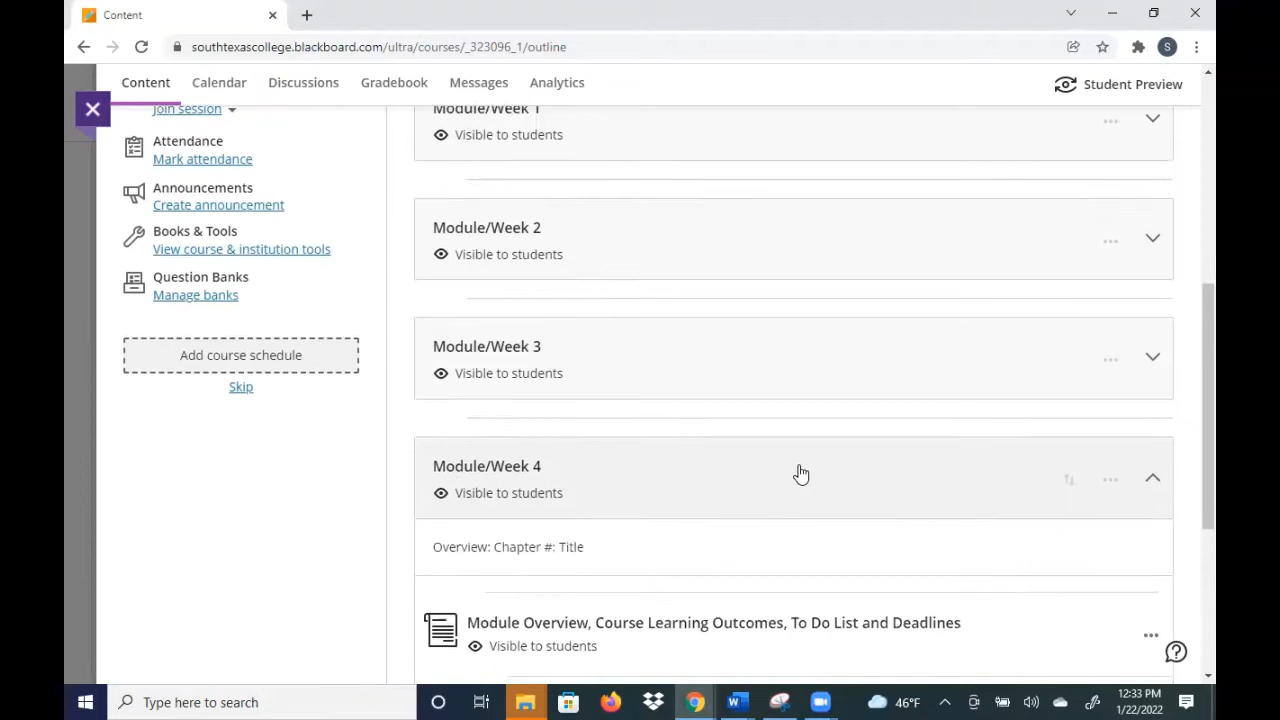 Content
southtexascollege.blackboard.com/ultra/courses/_323096_1/outline
S
Content Calendar Discussions Gradebook Messages Analytics
Student Preview
Join session
Attendance
Mark attendance
Announcements
Create announcement
Books & Tools
View course & institution tools
Question Banks
Manage banks
Add course schedule
Skip
Module/Week 1
Visible to students
Module/Week 2
Visible to students
Module/Week 3
Visible to students
Module/Week 4
Visible to students
Overview: Chapter #: Title
Module Overview, Course Learning Outcomes, To Do List and Deadlines
Visible to students
Type here to search
46°F
12:33 PM
1/22/2022